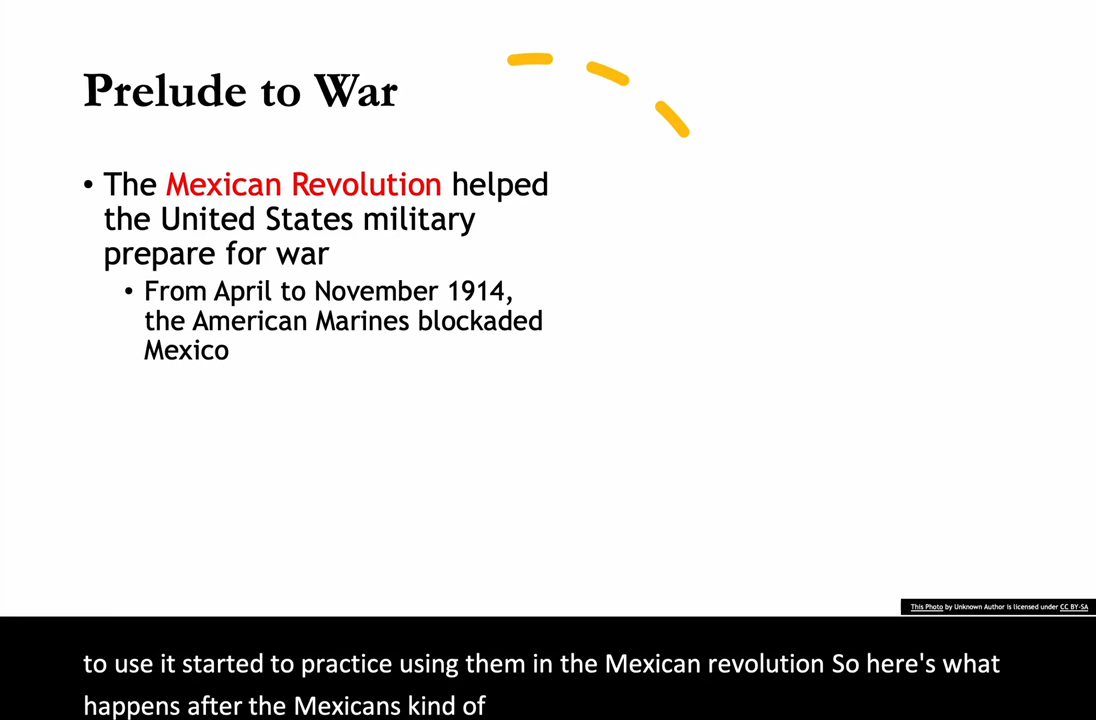 Prelude to War
• The Mexican Revolution helped
the United States military
prepare for war
• From April to November 1914,
the American Marines blockaded
Mexico
This Photo by Unknown Author is licensed under CC BY-SA
to use it started to practice using them in the Mexican revolution So here's what
happens after the Mexicans kind of